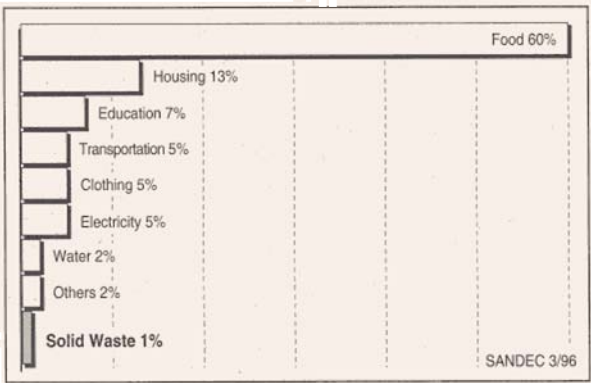 Food 60%
Housing 13%
Education 7%
Transportation 5%
Clothing 5%
Electricity 5%
Water 2%
Others 2%
Solid Waste 1%
SANDEC 3/96